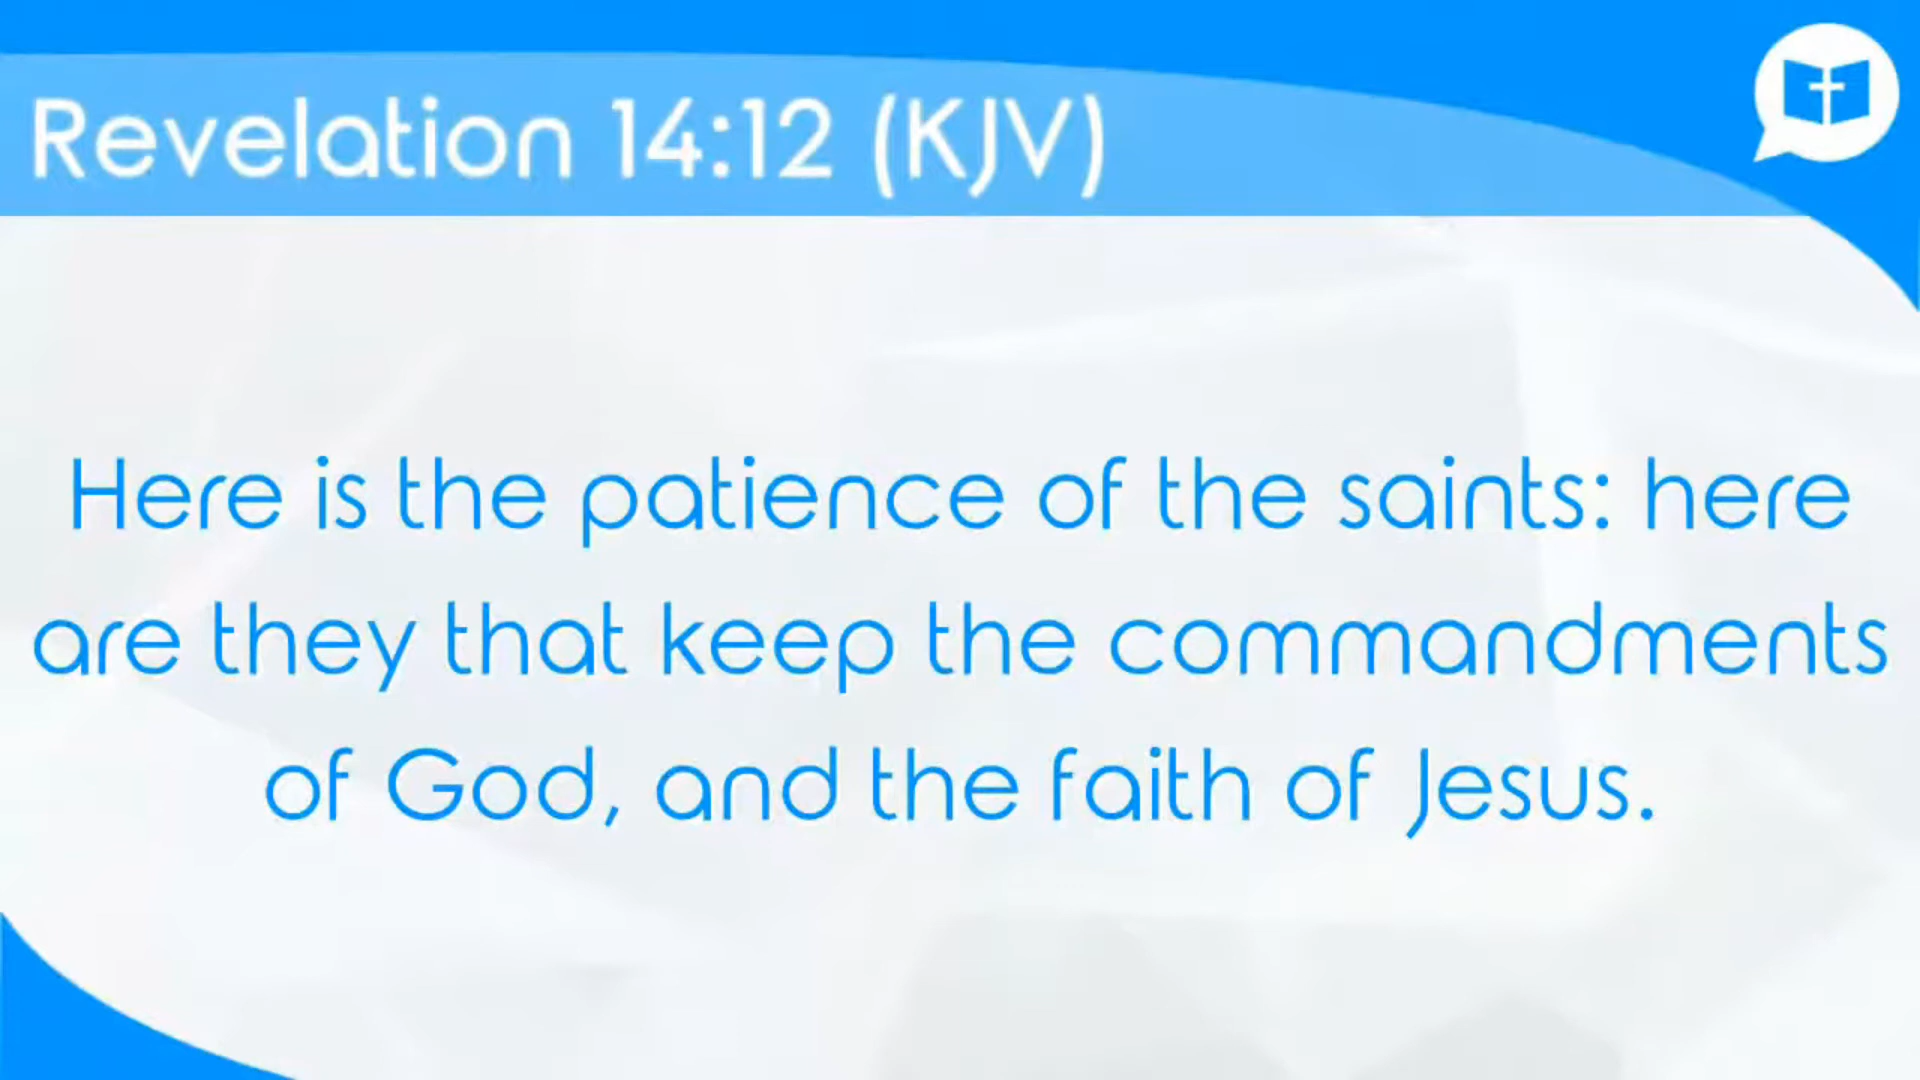 Revelation 14:12 (KJV)
Here is the patience of the saints: here
are they that keep the commandments
of God, and the faith of Jesus.